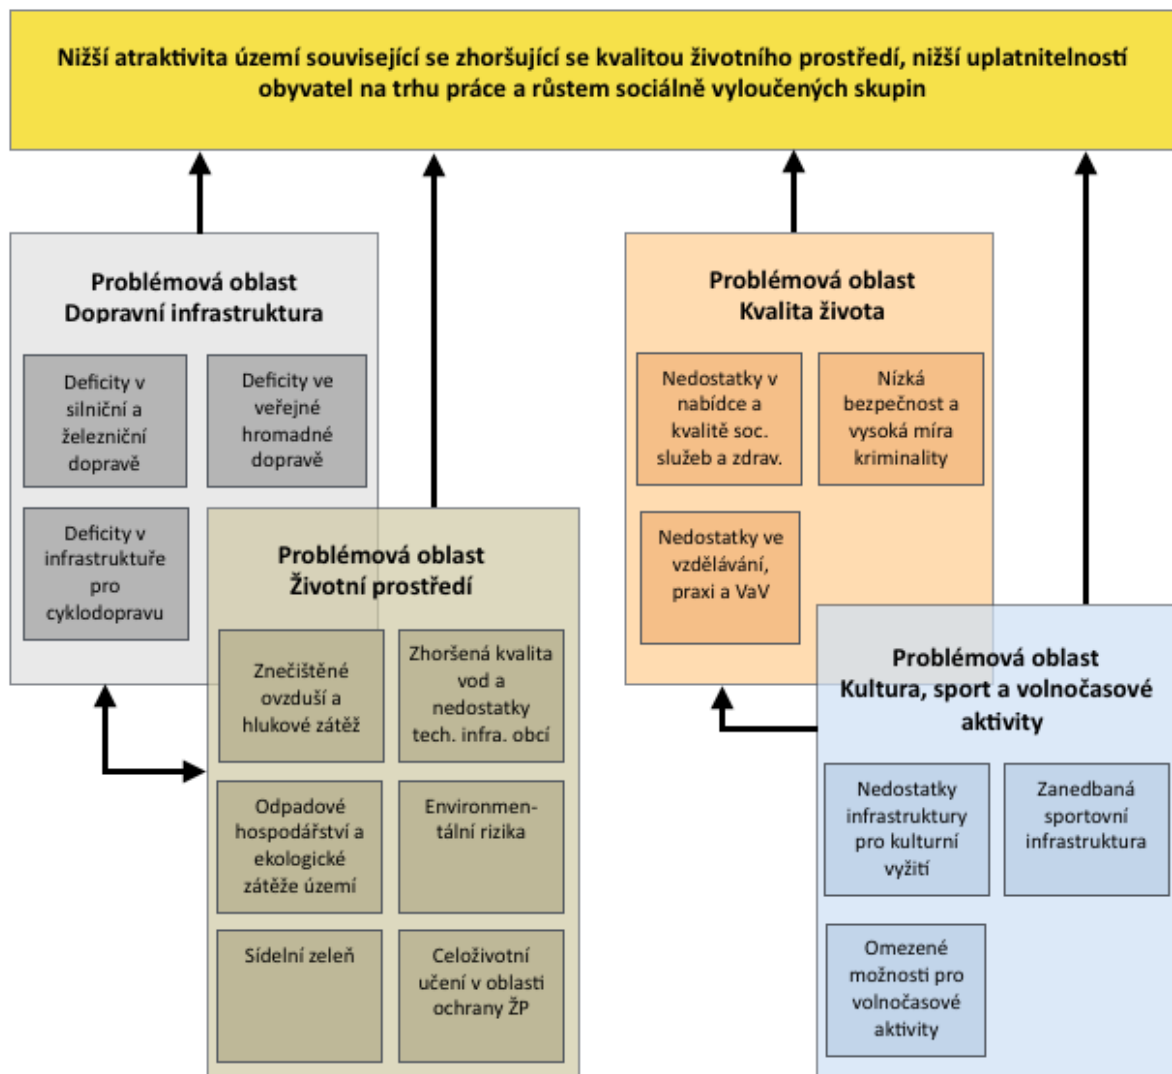 Nižší atraktivita území související se zhoršující se kvalitou životního prostředí, nižší uplatnitelností
obyvatel na trhu práce a růstem sociálně vyloučených skupin
Problémová oblast
Dopravní infrastruktura
Deficity v
silniční a
železniční
dopravě
Deficity ve
veřejné
hromadné
dopravě
Deficity v
infrastruktuře
pro
cyklodopravu
Problémová oblast
Životní prostředí
Znečištěné
ovzduší a
hlukové zátěž
Zhoršená kvalita
vod a
nedostatky
tech. infra. obcí
Odpadové
hospodářství a
ekologické
zátěže území
Environmen-
tální rizika
Sídelní zeleň
Celoživotní
učení v oblasti
ochrany ŽP
Problémová oblast
Kvalita života
Nedostatky v
nabídce a
kvalitě soc.
služeb a zdrav.
Nízká
bezpečnost a
vysoká míra
kriminality
Nedostatky ve
vzdělávání,
praxi a VaV
Problémová oblast
Kultura, sport a volnočasové
aktivity
Nedostatky
infrastruktury
pro kulturní
vyžití
Zanedbaná
sportovní
infrastruktura
Omezené
možnosti pro
volnočasové
aktivity